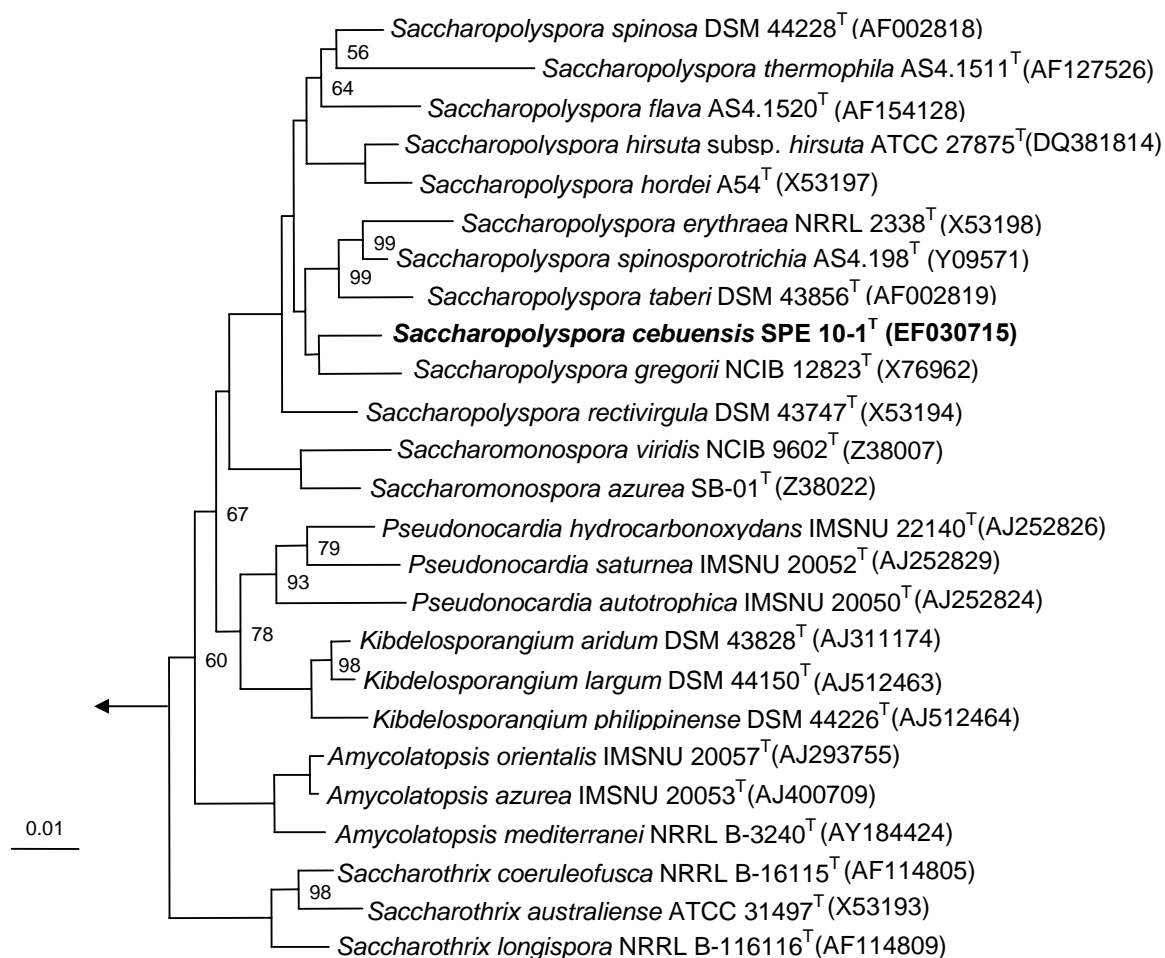 Saccharopolyspora spinosa DSM 44228T (AF002818)
56
Saccharopolyspora thermophila AS4.1511T (AF127526)
64
Saccharopolyspora flava AS4.1520T (AF154128)
Saccharopolyspora hirsuta subsp. hirsuta ATCC 27875T (DQ381814)
Saccharopolyspora hordei A54T (X53197)
Saccharopolyspora erythraea NRRL 2338T (X53198)
99
Saccharopolyspora spinosporotrichia AS4.198T (Y09571)
99
Saccharopolyspora taberi DSM 43856T (AF002819)
Saccharopolyspora cebuensis SPE 10-1T (EF030715)
Saccharopolyspora gregorii NCIB 12823T (X76962)
Saccharopolyspora rectivirgula DSM 43747T (X53194)
Saccharomonospora viridis NCIB 9602T (Z38007)
Saccharomonospora azurea SB-01T (Z38022)
67
Pseudonocardia hydrocarbonoxydans IMSNU 22140T (AJ252826)
79
Pseudonocardia saturnea IMSNU 20052T (AJ252829)
93
Pseudonocardia autotrophica IMSNU 20050T (AJ252824)
78
Kibdelosporangium aridum DSM 43828T (AJ311174)
60
98
Kibdelosporangium largum DSM 44150T (AJ512463)
Kibdelosporangium philippinense DSM 44226T (AJ512464)
Amycolatopsis orientalis IMSNU 20057T (AJ293755)
Amycolatopsis azurea IMSNU 20053T (AJ400709)
0.01
Amycolatopsis mediterranei NRRL B-3240T (AY184424)
Saccharothrix coeruleofusca NRRL B-16115T (AF114805)
98
Saccharothrix australiense ATCC 31497T (X53193)
Saccharothrix longispora NRRL B-116116T (AF114809)